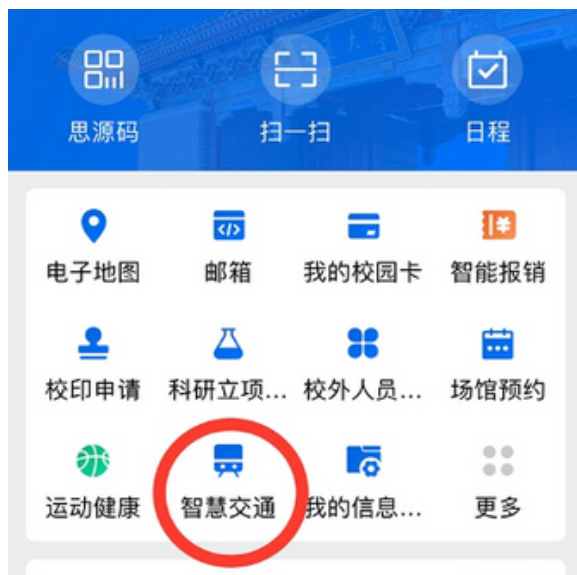 思源码 扫一扫 日程
电子地图 邮箱 我的校园卡 智能报销
校印申请 科研立项... 校外人员... 场馆预约
运动健康 智慧交通 我的信息... 更多